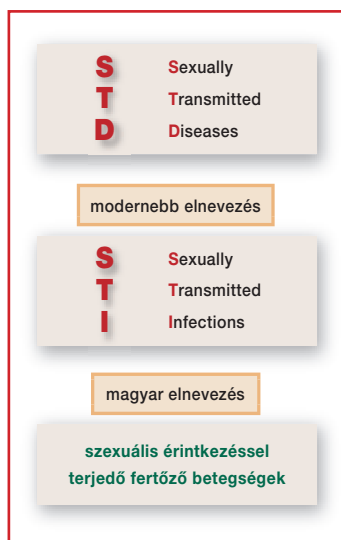 S Sexually
T Transmitted
D Diseases
modernebb elnevezés
S Sexually
T Transmitted
I Infections
magyar elnevezés
szexuális érintkezéssel
terjedő fertőző betegségek